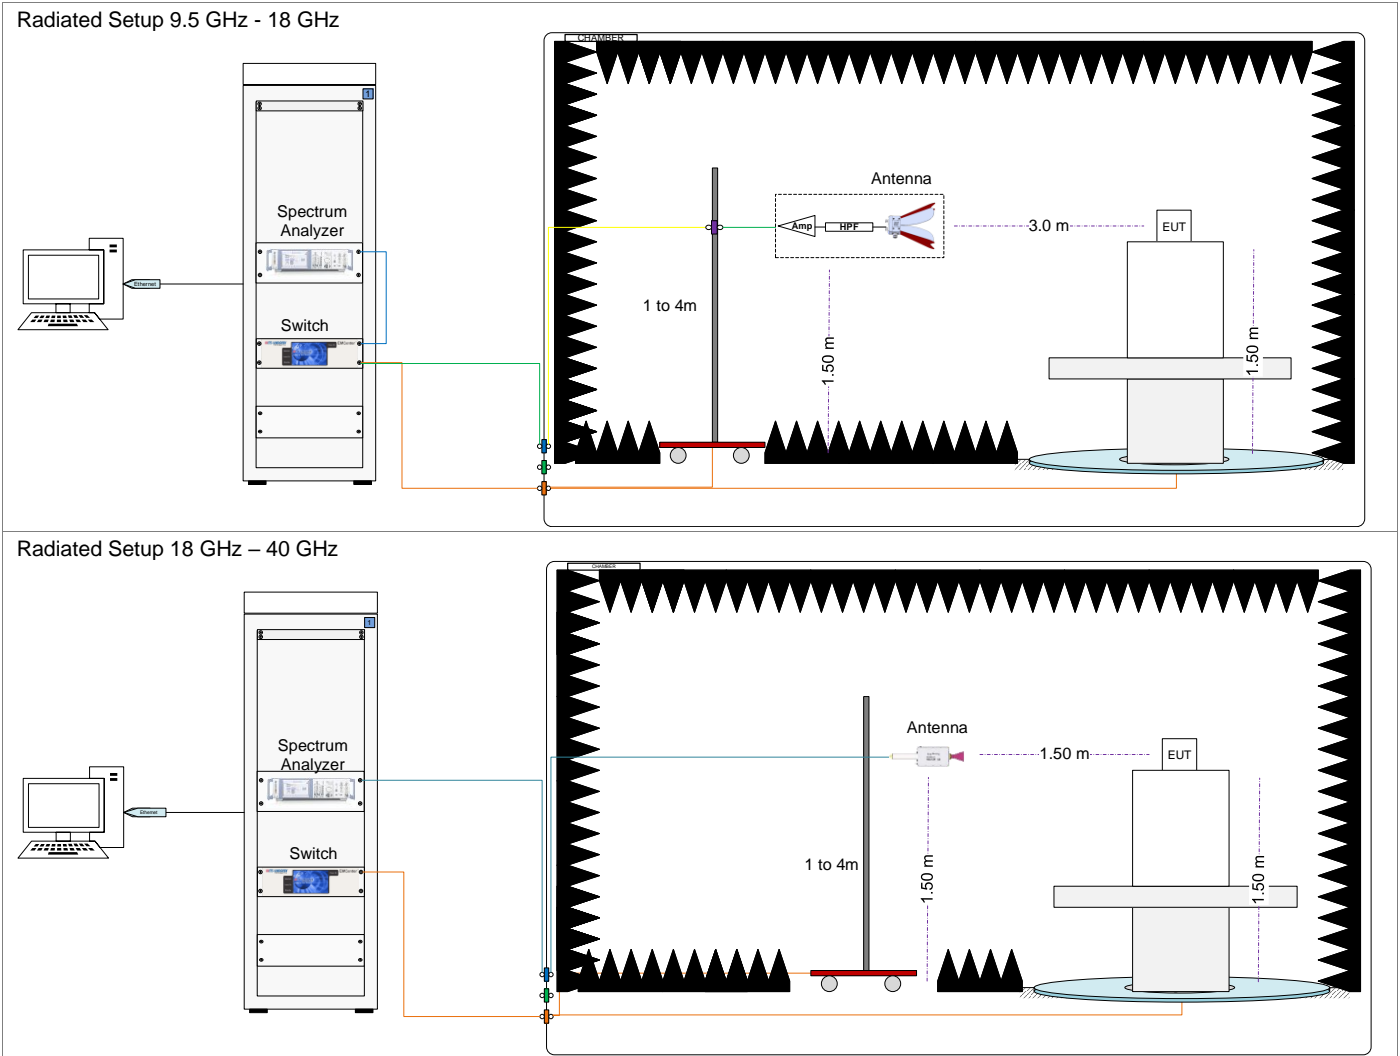 Radiated Setup 9.5 GHz - 18 GHz
CHAMBER
1
Antenna
Spectrum
Analyzer
Amp
HPF
3.0 m
EUT
Ethernet
1 to 4m
Switch
1.50 m
1.50 m
Radiated Setup 18 GHz – 40 GHz
CHAMBER
1
Antenna
Spectrum
Analyzer
1.50 m
EUT
Ethernet
Switch
1 to 4m
1.50 m
1.50 m